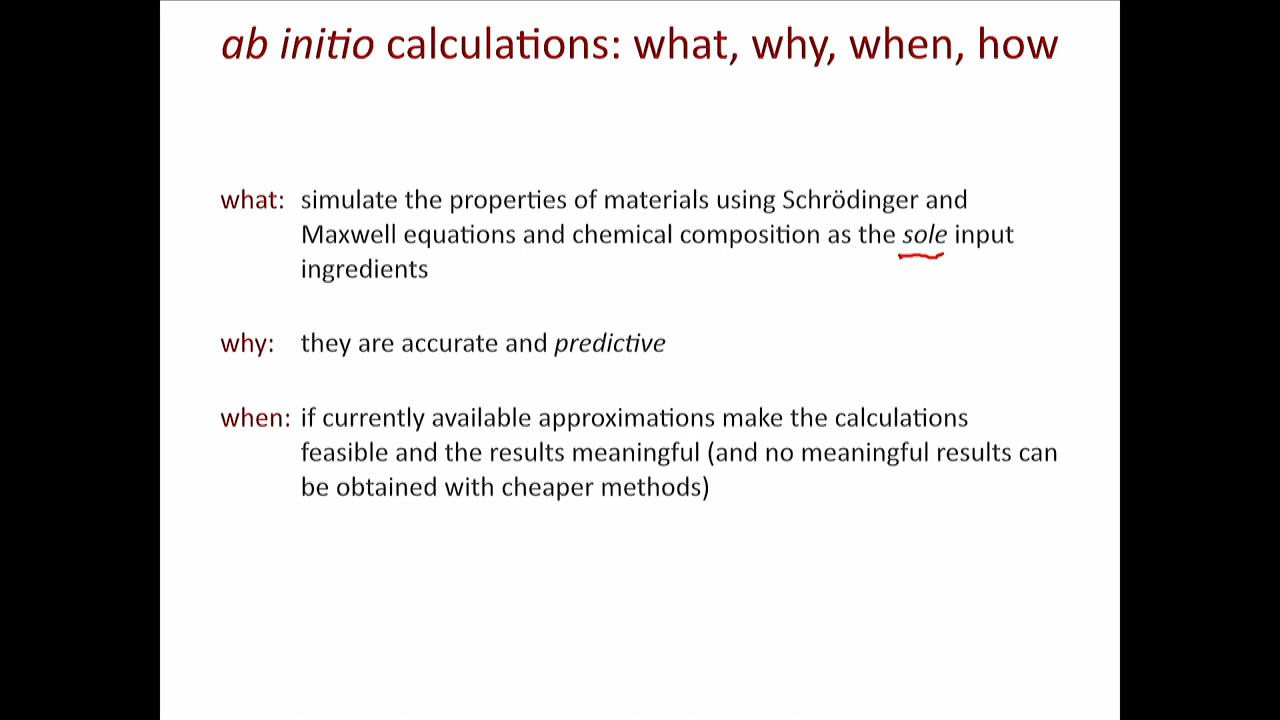 ab initio calculations: what, why, when, how
what: simulate the properties of materials using Schrödinger and
Maxwell equations and chemical composition as the sole input
ingredients
why: they are accurate and predictive
when: if currently available approximations make the calculations
feasible and the results meaningful (and no meaningful results can
be obtained with cheaper methods)